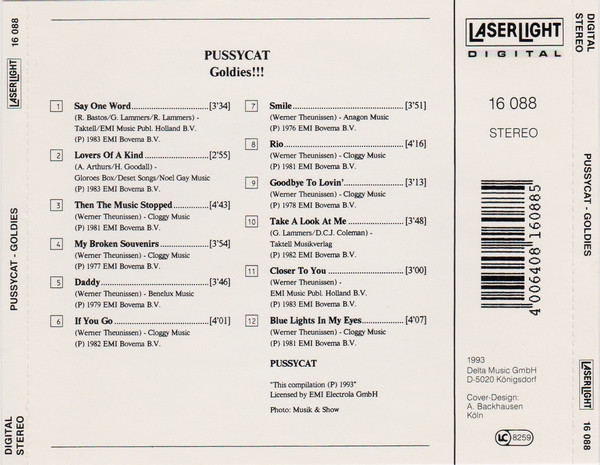 16 088
LASERLIGHT
PUSSYCAT - GOLDIES
DIGITAL
STEREO
PUSSYCAT
Goldies!!!
1 Say One Word [3'34]
(R. Bastos/G. Lammers/R. Lammers) -
Taktell/EMI Music Publ. Holland B.V.
(P) 1983 EMI Bovema B.V.
2 Lovers Of A Kind [2'55]
(A. Arthurs/H. Goodall) -
Gloroes Box/Deset Songs/Noel Gay Music
(P) 1983 EMI Bovema B.V.
3 Then The Music Stopped [4'43]
(Werner Theunissen) - Cloggy Music
(P) 1981 EMI Bovema B.V.
4 My Broken Souvenirs [3'54]
(Werner Theunissen) - Cloggy Music
(P) 1977 EMI Bovema B.V.
5 Daddy [3'46]
(Werner Theunissen) - Benelux Music
(P) 1979 EMI Bovema B.V.
6 If You Go [4'01]
(Werner Theunissen) - Cloggy Music
(P) 1982 EMI Bovema B.V.
7 Smile [3'51]
(Werner Theunissen) - Anagon Music
(P) 1976 EMI Bovema B.V.
8 Rio [4'16]
(Werner Theunissen) - Cloggy Music
(P) 1981 EMI Bovema B.V.
9 Goodbye To Lovin' [3'13]
(Werner Theunissen) - Cloggy Music
(P) 1978 EMI Bovema B.V.
10 Take A Look At Me [3'48]
(G. Lammers/D.C.J. Coleman) -
Taktell Musikverlag
(P) 1982 EMI Bovema B.V.
11 Closer To You [3'00]
(Werner Theunissen) -
EMI Music Publ. Holland B.V.
(P) 1983 EMI Bovema B.V.
12 Blue Lights In My Eyes [4'07]
(Werner Theunissen) - Cloggy Music
(P) 1981 EMI Bovema B.V.
PUSSYCAT
"This compilation (P) 1993"
Licensed by EMI Electrola GmbH
Photo: Musik & Show
LASERLIGHT
DIGITAL
16 088
STEREO
4 006408 160885
1993
Delta Music GmbH
D-5020 Königsdorf
Cover-Design:
A. Backhausen
Köln
LC 8259
DIGITAL
STEREO
PUSSYCAT - GOLDIES
LASERLIGHT
16 088